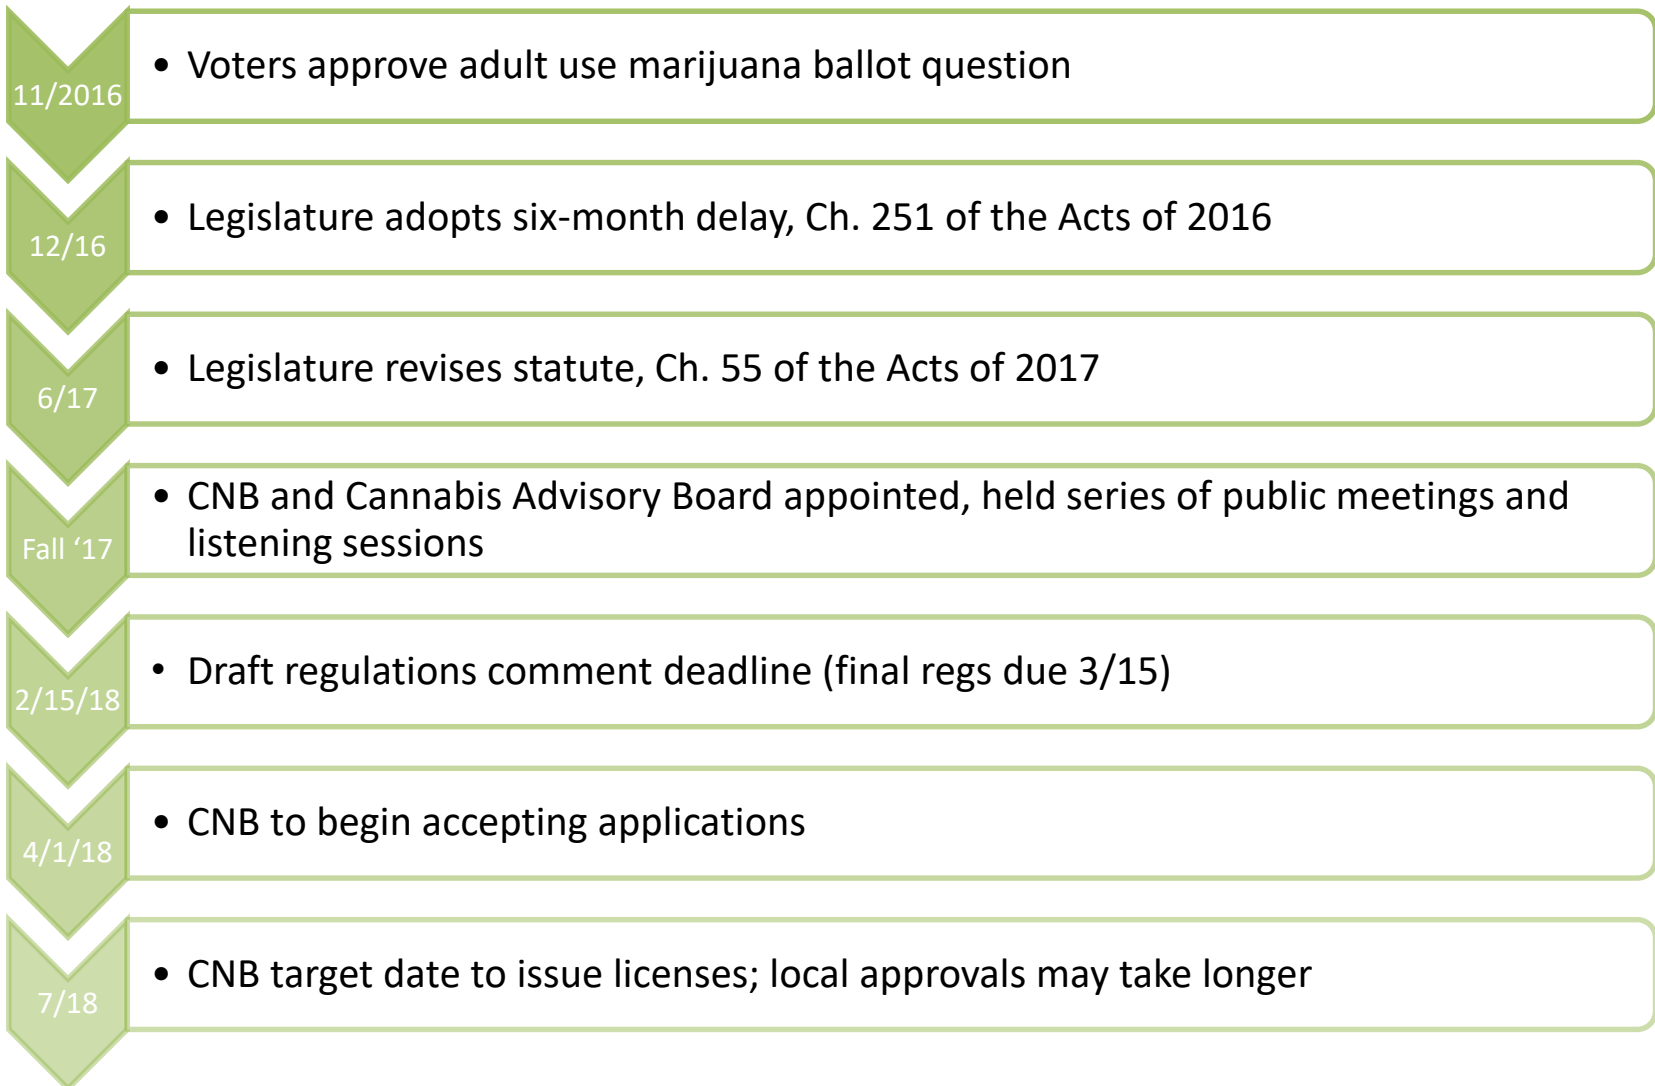 11/2016
• Voters approve adult use marijuana ballot question
12/16
• Legislature adopts six-month delay, Ch. 251 of the Acts of 2016
6/17
• Legislature revises statute, Ch. 55 of the Acts of 2017
Fall ‘17
• CNB and Cannabis Advisory Board appointed, held series of public meetings and
listening sessions
2/15/18
• Draft regulations comment deadline (final regs due 3/15)
4/1/18
• CNB to begin accepting applications
7/18
• CNB target date to issue licenses; local approvals may take longer